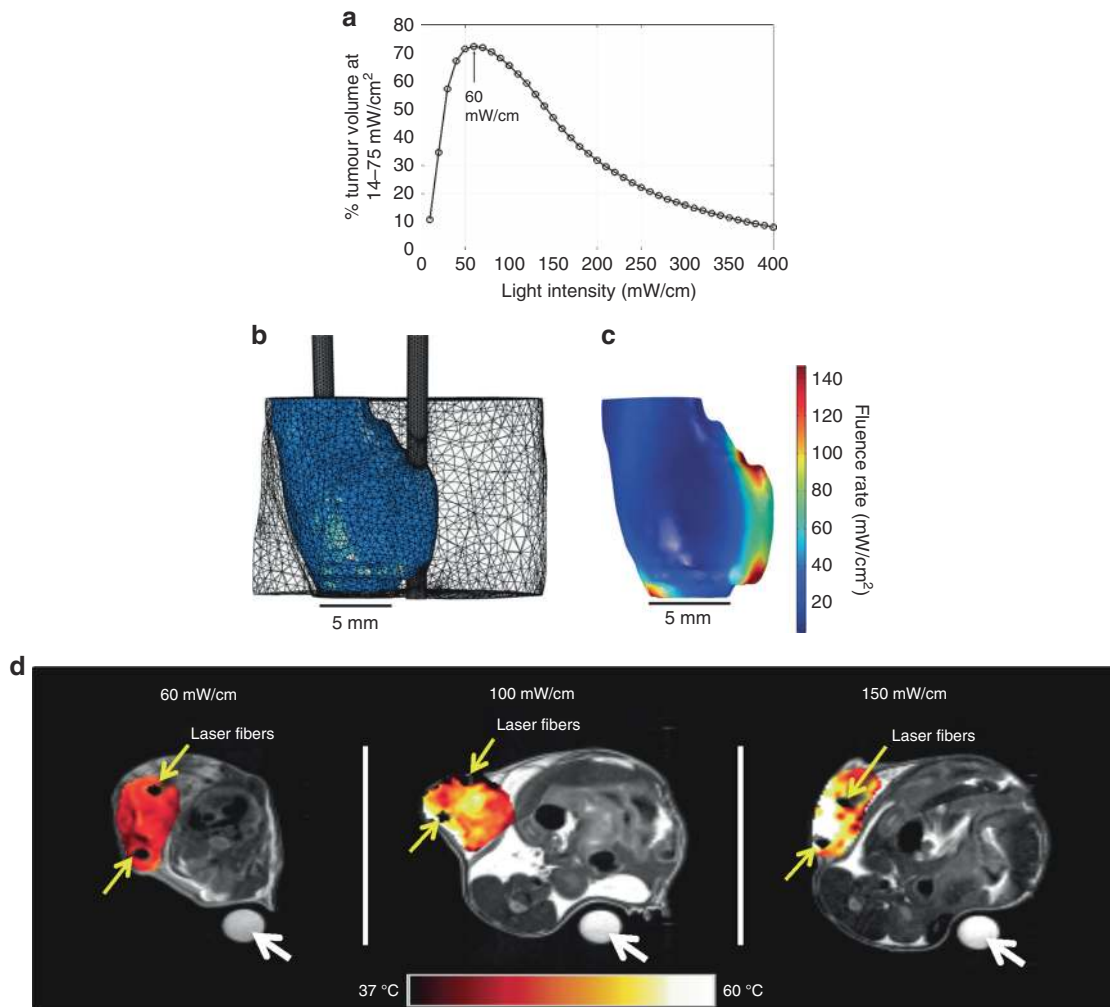 a
% tumour volume at
14–75 mW/cm²
80
70
60
50
40
30
20
10
0
60
mW/cm
0 50 100 150 200 250 300 350 400
Light intensity (mW/cm)
b
5 mm
c
5 mm
140
120
100
80
60
40
20
Fluence rate (mW/cm²)
d
60 mW/cm
Laser fibers
100 mW/cm
Laser fibers
150 mW/cm
Laser fibers
37 °C
60 °C